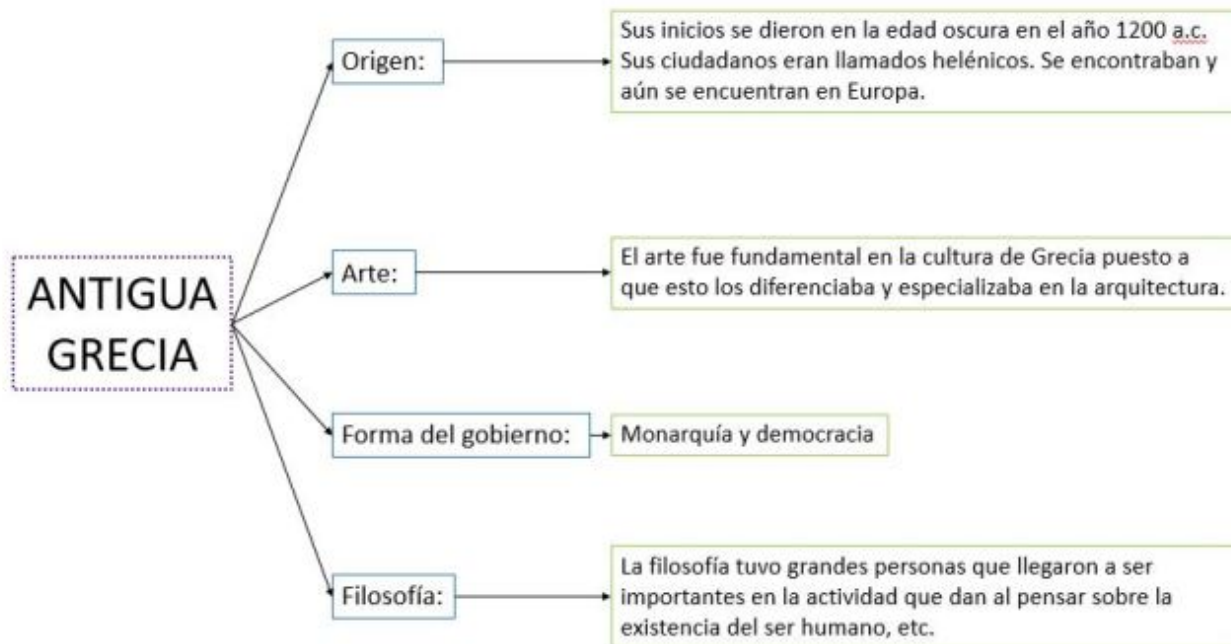 ANTIGUA
GRECIA
Origen:
Sus inicios se dieron en la edad oscura en el año 1200 a.c.
Sus ciudadanos eran llamados helénicos. Se encontraban y
aún se encuentran en Europa.
Arte:
El arte fue fundamental en la cultura de Grecia puesto a
que esto los diferenciaba y especializaba en la arquitectura.
Forma del gobierno:
Monarquía y democracia
Filosofía:
La filosofía tuvo grandes personas que llegaron a ser
importantes en la actividad que dan al pensar sobre la
existencia del ser humano, etc.